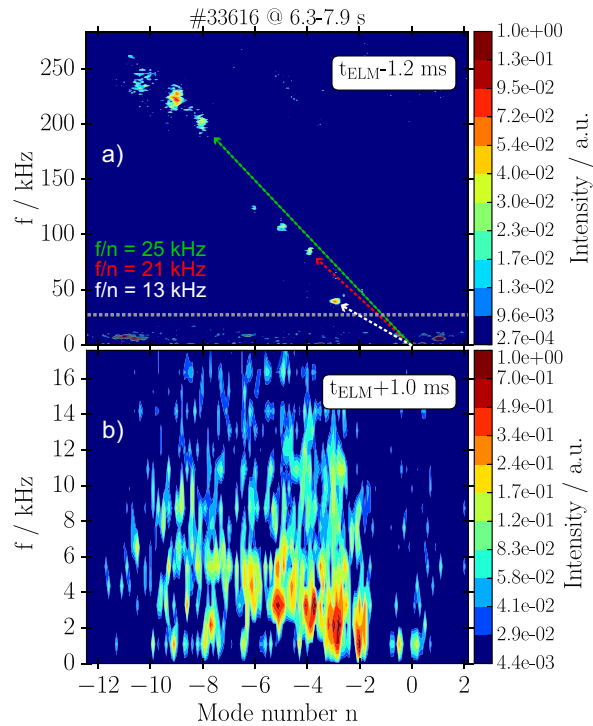 #33616 @ 6.3-7.9 s
f / kHz
250
200
150
100
50
0
t_ELM-1.2 ms
a)
f/n = 25 kHz
f/n = 21 kHz
f/n = 13 kHz
1.0e+00
1.3e-01
9.5e-02
7.2e-02
5.4e-02
4.0e-02
3.0e-02
2.3e-02
1.7e-02
1.3e-02
9.6e-03
2.7e-04
Intensity / a.u.
f / kHz
16
14
12
10
8
6
4
2
0
t_ELM+1.0 ms
b)
1.0e+00
7.0e-01
4.9e-01
3.4e-01
2.4e-01
1.7e-01
1.2e-01
8.3e-02
5.8e-02
4.1e-02
2.9e-02
4.4e-03
Intensity / a.u.
−12 −10 −8 −6 −4 −2 0 2
Mode number n